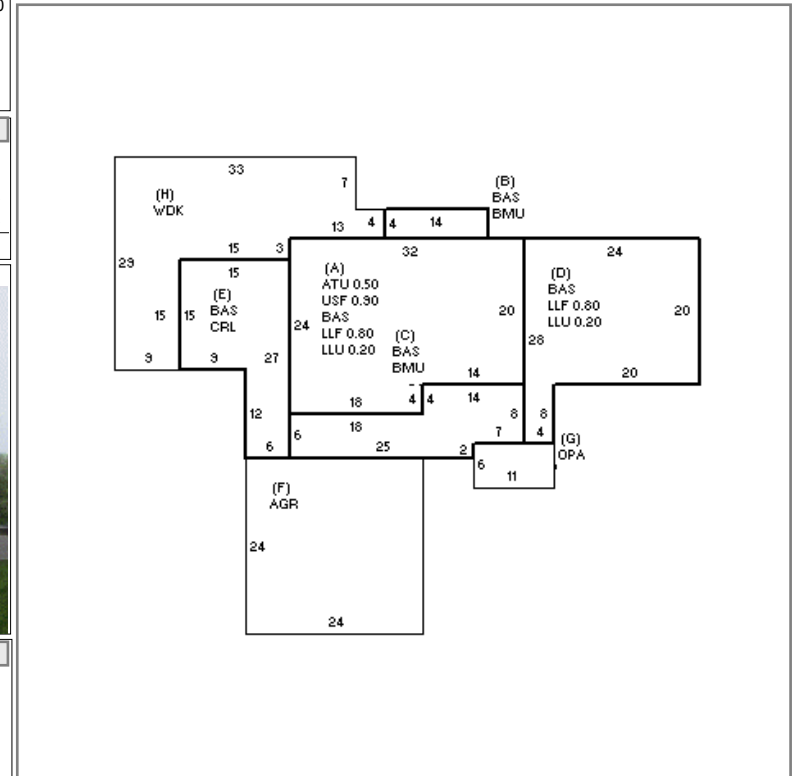 33
(H)
WDK
7
(B)
BAS
BMU
13
4
4
14
15
3
32
24
29
15
(A)
ATU 0.50
USF 0.90
BAS
LLF 0.80
LLU 0.20
(D)
BAS
LLF 0.80
LLU 0.20
(E)
BAS
CRL
15
15
24
20
20
28
(C)
BAS
BMU
9
9
27
14
20
18
4
4
14
12
18
8
8
6
25
7
4
6
2
(G)
OPA
6
11
(F)
AGR
24
24